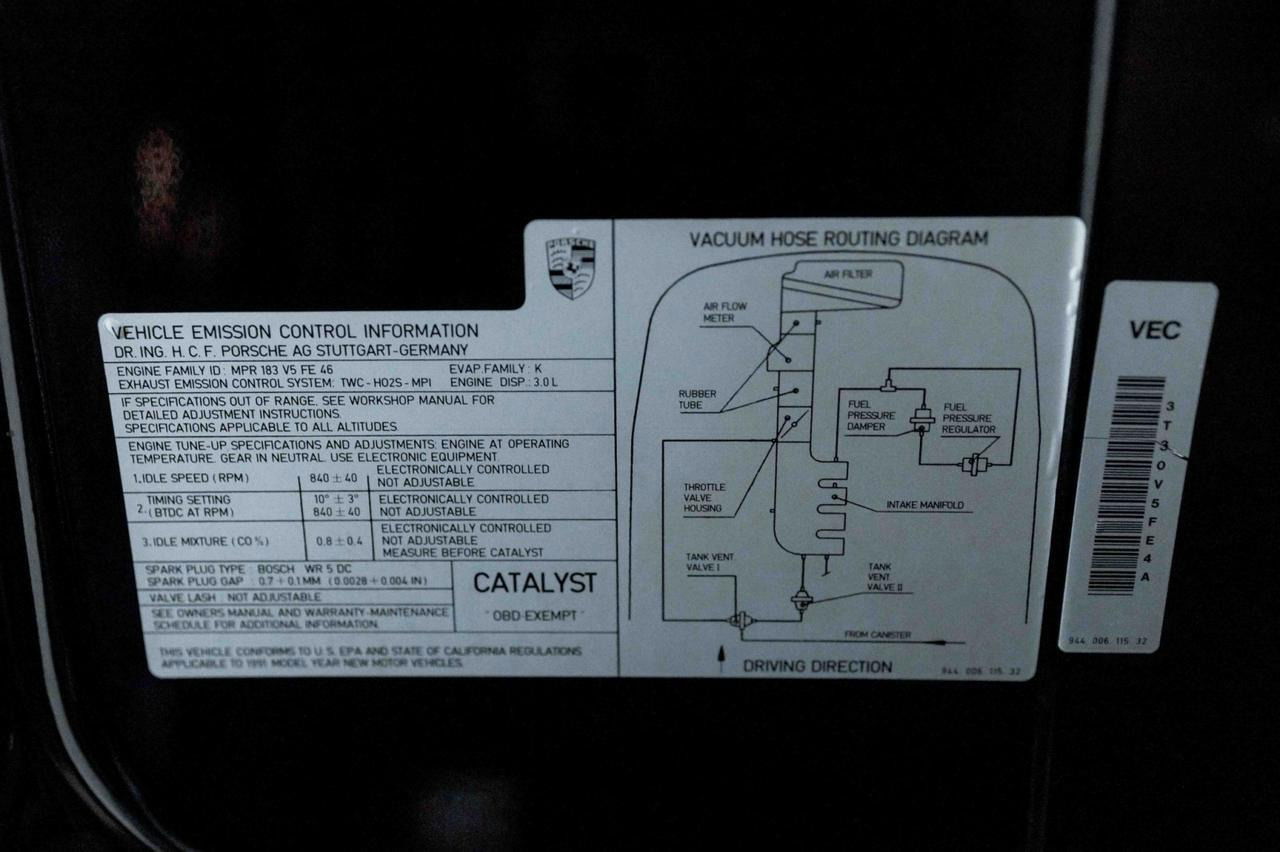 PORSCHE
VEHICLE EMISSION CONTROL INFORMATION
DR. ING. H. C. F. PORSCHE AG STUTTGART-GERMANY
ENGINE FAMILY ID: MPR 183 V5 FE 46 EVAP. FAMILY: K
EXHAUST EMISSION CONTROL SYSTEM: TWC-HO2S-MPI ENGINE DISP.: 3.0 L
IF SPECIFICATIONS OUT OF RANGE, SEE WORKSHOP MANUAL FOR
DETAILED ADJUSTMENT INSTRUCTIONS.
SPECIFICATIONS APPLICABLE TO ALL ALTITUDES.
ENGINE TUNE-UP SPECIFICATIONS AND ADJUSTMENTS: ENGINE AT OPERATING
TEMPERATURE. GEAR IN NEUTRAL. USE ELECTRONIC EQUIPMENT.
1. IDLE SPEED (RPM) 840 ± 40 ELECTRONICALLY CONTROLLED
NOT ADJUSTABLE
2. TIMING SETTING 10° ± 3° ELECTRONICALLY CONTROLLED
(BTDC AT RPM) 840 ± 40 NOT ADJUSTABLE
3. IDLE MIXTURE (CO %) 0.8 ± 0.4 ELECTRONICALLY CONTROLLED
NOT ADJUSTABLE
MEASURE BEFORE CATALYST
SPARK PLUG TYPE : BOSCH WR 5 DC
SPARK PLUG GAP : 0.7 + 0.1 MM (0.0028 + 0.004 IN)
VALVE LASH : NOT ADJUSTABLE
SEE OWNERS MANUAL AND WARRANTY-MAINTENANCE
SCHEDULE FOR ADDITIONAL INFORMATION.
CATALYST
"OBD-EXEMPT"
THIS VEHICLE CONFORMS TO U.S. EPA AND STATE OF CALIFORNIA REGULATIONS
APPLICABLE TO 1991 MODEL YEAR NEW MOTOR VEHICLES.
VACUUM HOSE ROUTING DIAGRAM
AIR FILTER
AIR FLOW
METER
RUBBER
TUBE
FUEL
PRESSURE
DAMPER
FUEL
PRESSURE
REGULATOR
THROTTLE
VALVE
HOUSING
INTAKE MANIFOLD
TANK VENT
VALVE I
TANK
VENT
VALVE II
FROM CANISTER
DRIVING DIRECTION
944. 006. 115. 32
VEC
3T30V5FE4A
944. 006. 115. 32